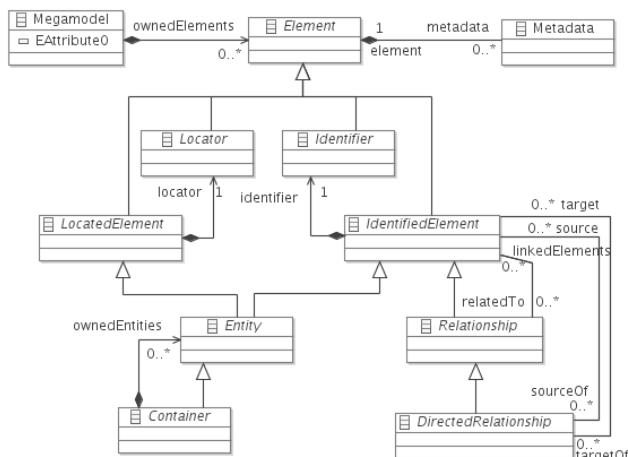 Megamodel
EAttribute0
ownedElements
0..*
Element
1
element
metadata
0..*
Metadata
Locator
Identifier
locator
1
identifier
1
LocatedElement
IdentifiedElement
0..* target
0..* source
linkedElements
0..*
ownedEntities
0..*
Entity
relatedTo
0..*
Relationship
Container
sourceOf
0..*
DirectedRelationship
0..*
targetOf